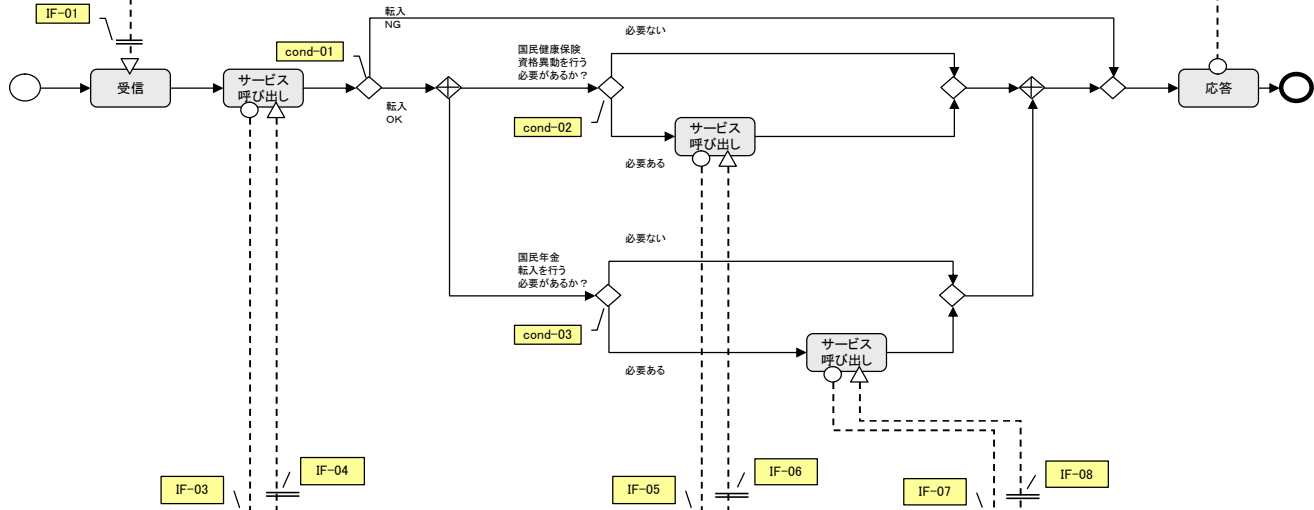 IF-01
転入
NG
必要ない
cond-01
国民健康保険
資格異動を行う
必要があるか？
受信
サービス
呼び出し
転入
OK
cond-02
サービス
呼び出し
応答
必要ある
必要ない
国民年金
転入を行う
必要があるか？
cond-03
サービス
呼び出し
必要ある
IF-03
IF-04
IF-05
IF-06
IF-07
IF-08